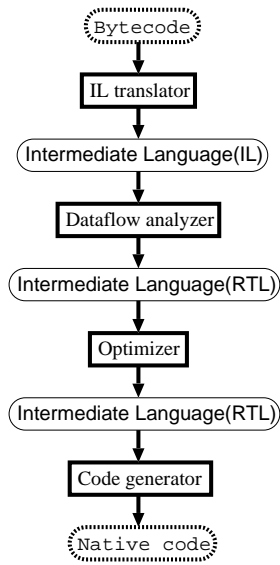 Bytecode
IL translator
Intermediate Language(IL)
Dataflow analyzer
Intermediate Language(RTL)
Optimizer
Intermediate Language(RTL)
Code generator
Native code